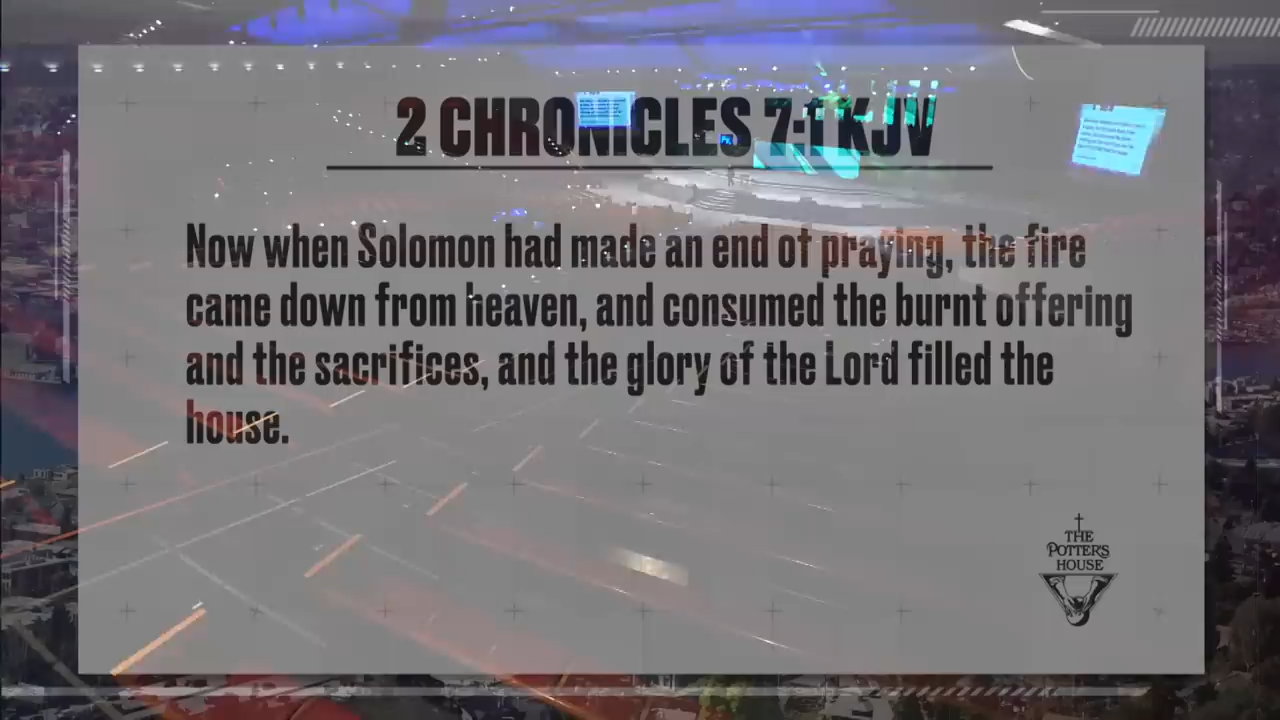 2 CHRONICLES 7:1 KJV
Now when Solomon had made an end of praying, the fire
came down from heaven, and consumed the burnt offering
and the sacrifices, and the glory of the Lord filled the
house.
THE
POTTER'S
HOUSE